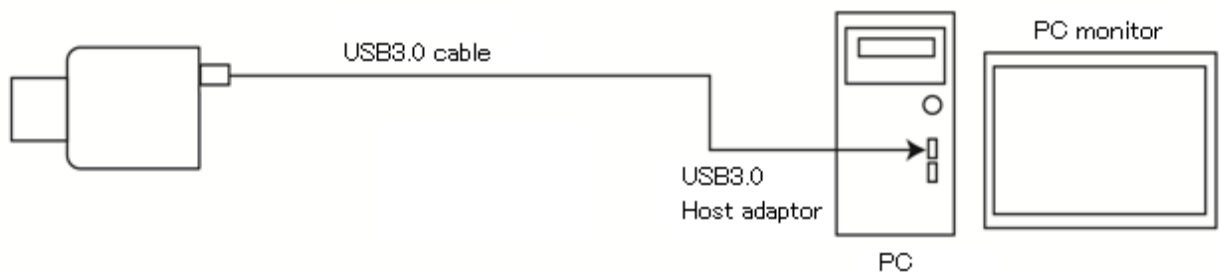 USB3.0 cable
PC monitor
USB3.0
Host adaptor
PC